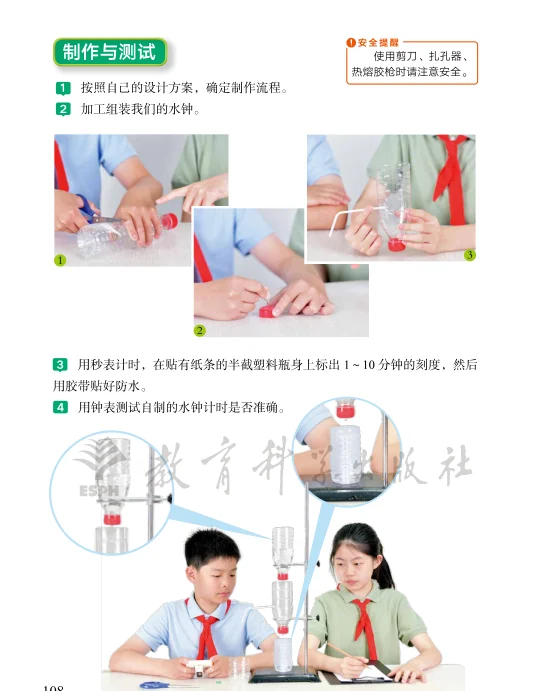 制作与测试
!安全提醒
使用剪刀、扎孔器、
热熔胶枪时请注意安全。
1 按照自己的设计方案，确定制作流程。
2 加工组装我们的水钟。
1
2
3
3 用秒表计时，在贴有纸条的半截塑料瓶身上标出 1~10 分钟的刻度，然后
用胶带贴好防水。
4 用钟表测试自制的水钟计时是否准确。
ESPH 教育科学出版社
108